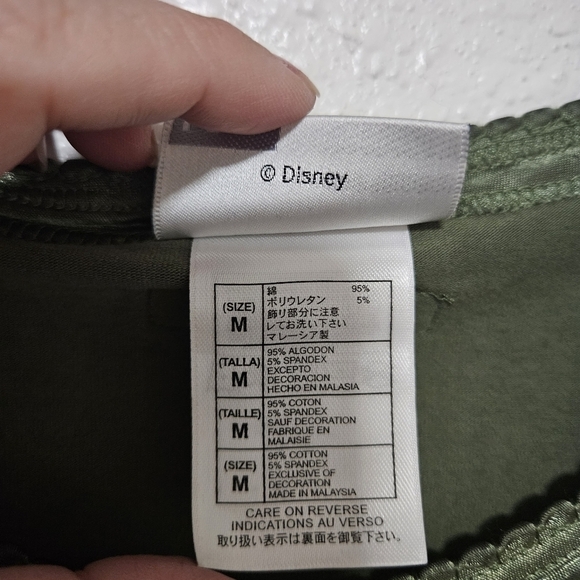 © Disney
(SIZE) M
綿 95%
ポリウレタン 5%
飾り部分に注意
レてお洗い下さい
マレーシア製
(TALLA) M
95% ALGODON
5% SPANDEX
EXCEPTO
DECORACION
HECHO EN MALASIA
(TAILLE) M
95% COTON
5% SPANDEX
SAUF DECORATION
FABRIQUE EN
MALAISIE
(SIZE) M
95% COTTON
5% SPANDEX
EXCLUSIVE OF
DECORATION
MADE IN MALAYSIA
CARE ON REVERSE
INDICATIONS AU VERSO
取り扱い表示は裏面を御覧下さい。